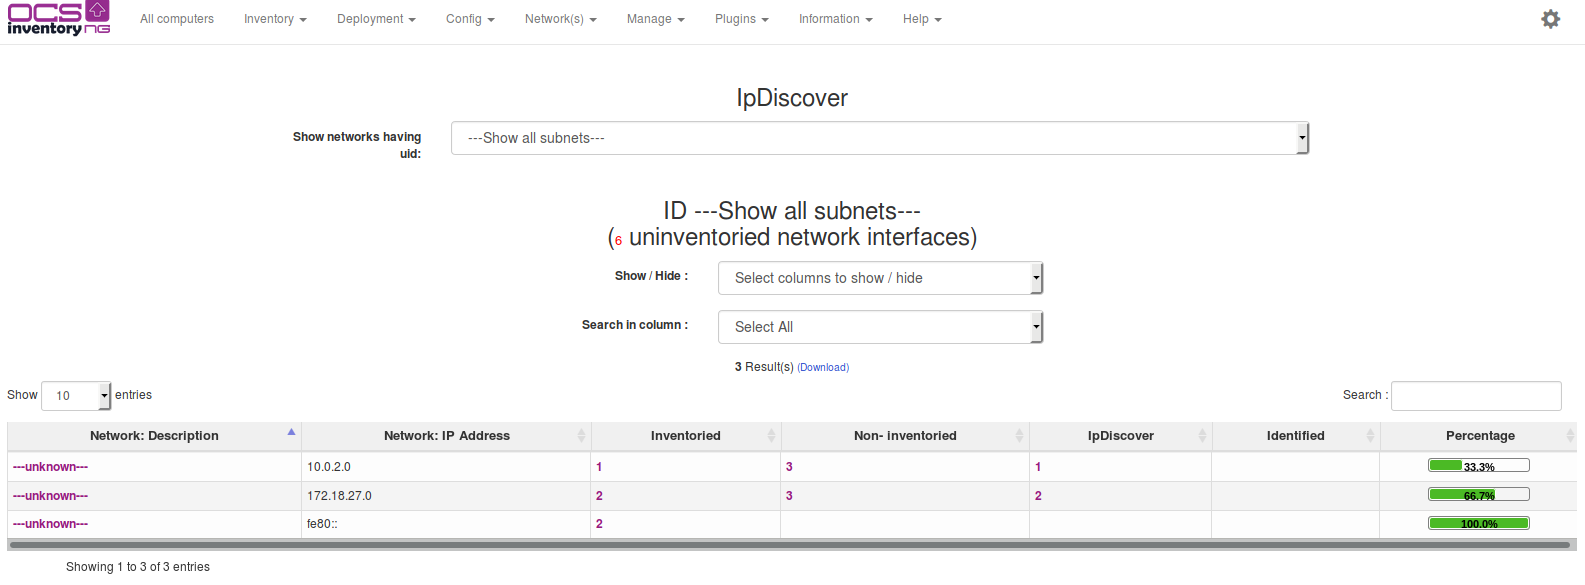 OCS
inventory NG
All computers Inventory Deployment Config Network(s) Manage Plugins Information Help
IpDiscover
Show networks having
uid:
---Show all subnets---
ID ---Show all subnets---
(6 uninventoried network interfaces)
Show / Hide : Select columns to show / hide
Search in column : Select All
3 Result(s) (Download)
Show 10 entries Search :
Network: Description Network: IP Address Inventoried Non- inventoried IpDiscover Identified Percentage
---unknown--- 10.0.2.0 1 3 1 33.3%
---unknown--- 172.18.27.0 2 3 2 66.7%
---unknown--- fe80:: 2 100.0%
Showing 1 to 3 of 3 entries